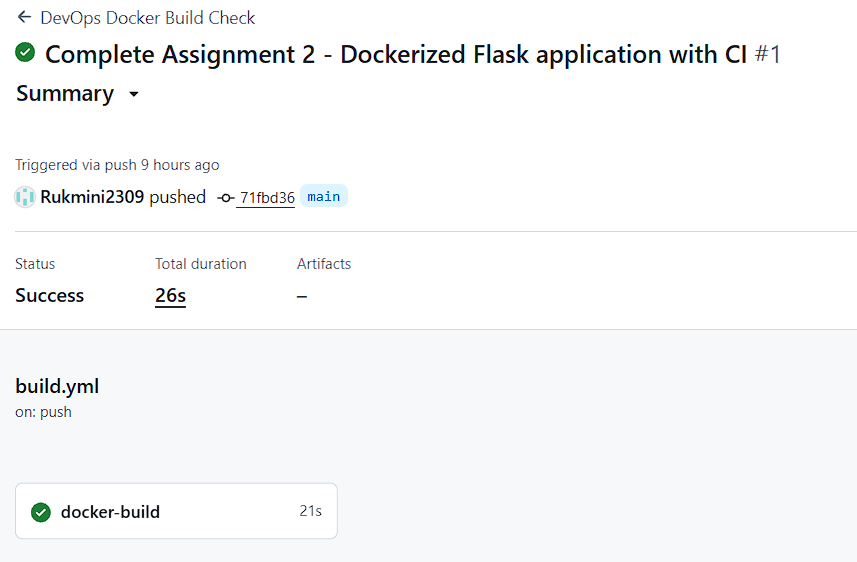 ← DevOps Docker Build Check
Complete Assignment 2 - Dockerized Flask application with CI #1
Summary
Triggered via push 9 hours ago
Rukmini2309 pushed 71fbd36 main
Status Total duration Artifacts
Success 26s –
build.yml
on: push
docker-build 21s